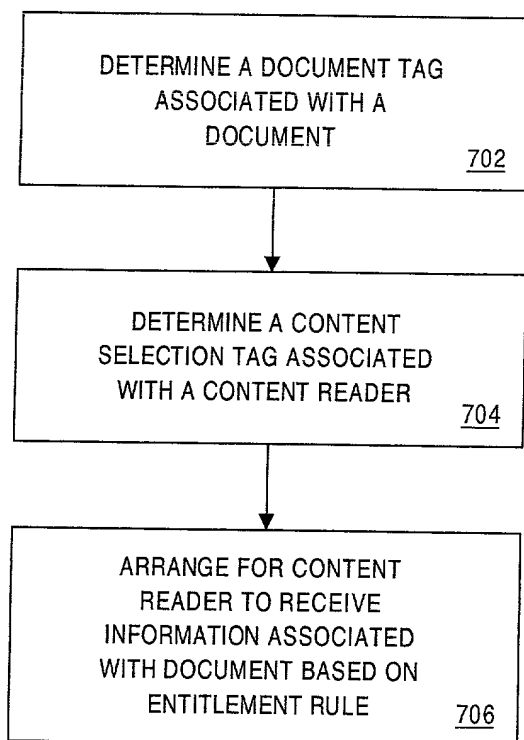 DETERMINE A DOCUMENT TAG
ASSOCIATED WITH A
DOCUMENT
702
DETERMINE A CONTENT
SELECTION TAG ASSOCIATED
WITH A CONTENT READER
704
ARRANGE FOR CONTENT
READER TO RECEIVE
INFORMATION ASSOCIATED
WITH DOCUMENT BASED ON
ENTITLEMENT RULE
706